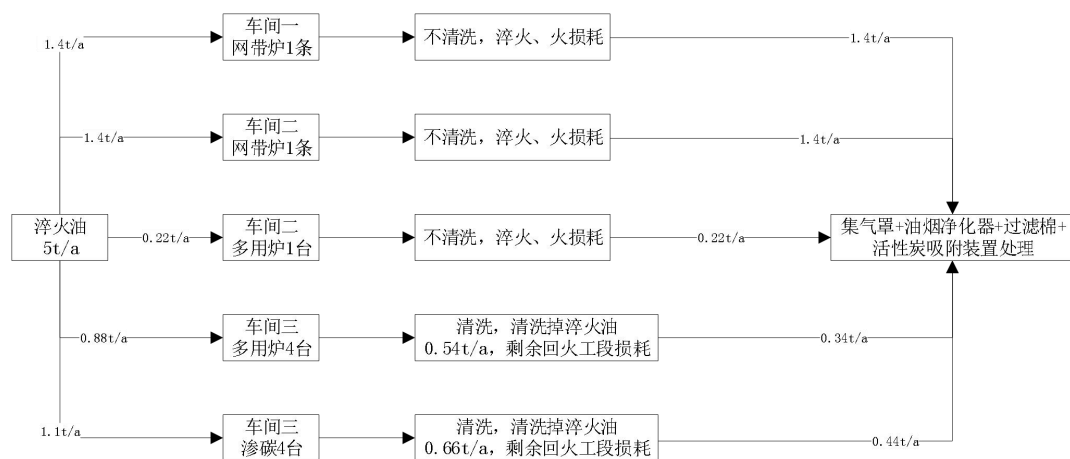 1.4t/a
车间一
网带炉1条
不清洗，淬火、火损耗
1.4t/a
1.4t/a
车间二
网带炉1条
不清洗，淬火、火损耗
1.4t/a
淬火油
5t/a
0.22t/a
车间二
多用炉1台
不清洗，淬火、火损耗
0.22t/a
集气罩+油烟净化器+过滤棉+
活性炭吸附装置处理
0.88t/a
车间三
多用炉4台
清洗，清洗掉淬火油
0.54t/a，剩余回火工段损耗
0.34t/a
1.1t/a
车间三
渗碳4台
清洗，清洗掉淬火油
0.66t/a，剩余回火工段损耗
0.44t/a